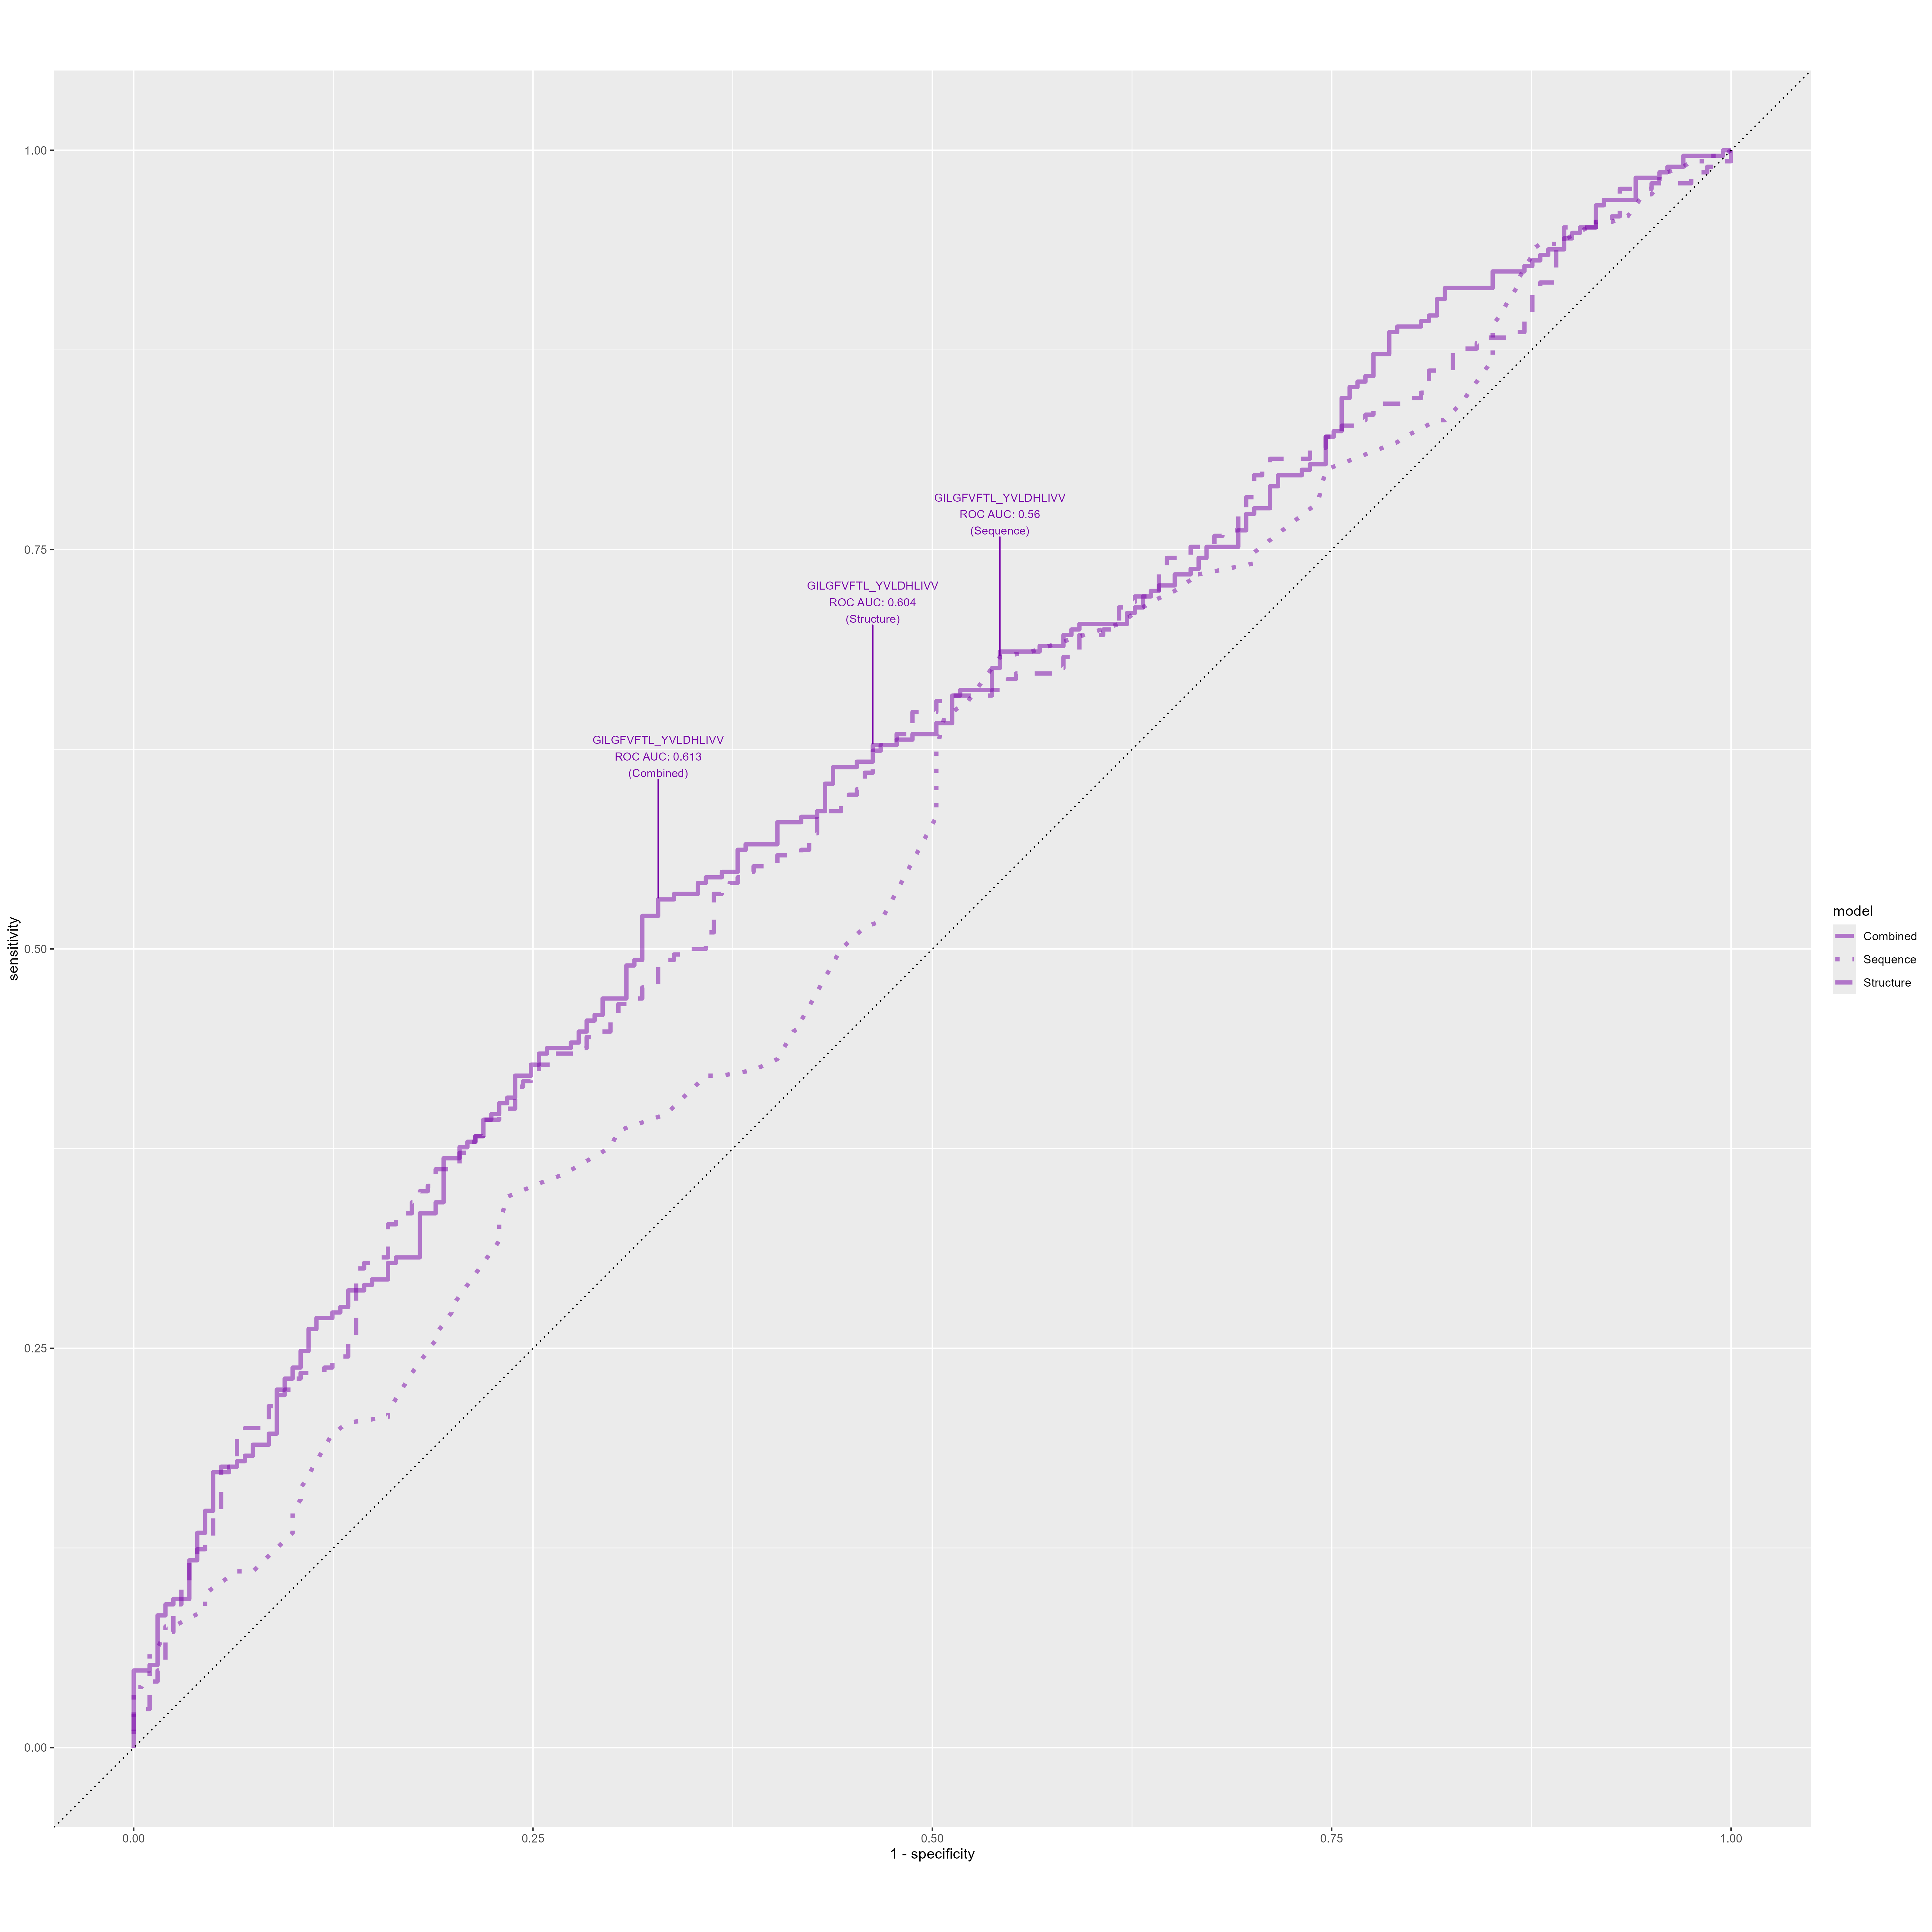 GILGFVFTL_YVLDHLIVV
ROC AUC: 0.56
(Sequence)
GILGFVFTL_YVLDHLIVV
ROC AUC: 0.604
(Structure)
GILGFVFTL_YVLDHLIVV
ROC AUC: 0.613
(Combined)
1.00
0.75
0.50
0.25
0.00
sensitivity
0.00
0.25
0.50
0.75
1.00
1 - specificity
model
Combined
Sequence
Structure